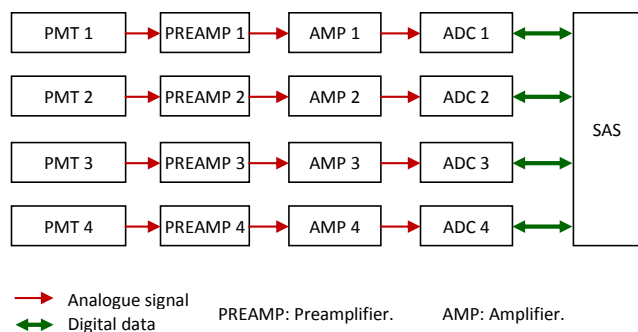 PMT 1 PREAMP 1 AMP 1 ADC 1
PMT 2 PREAMP 2 AMP 2 ADC 2
SAS
PMT 3 PREAMP 3 AMP 3 ADC 3
PMT 4 PREAMP 4 AMP 4 ADC 4
Analogue signal
Digital data
PREAMP: Preamplifier. AMP: Amplifier.